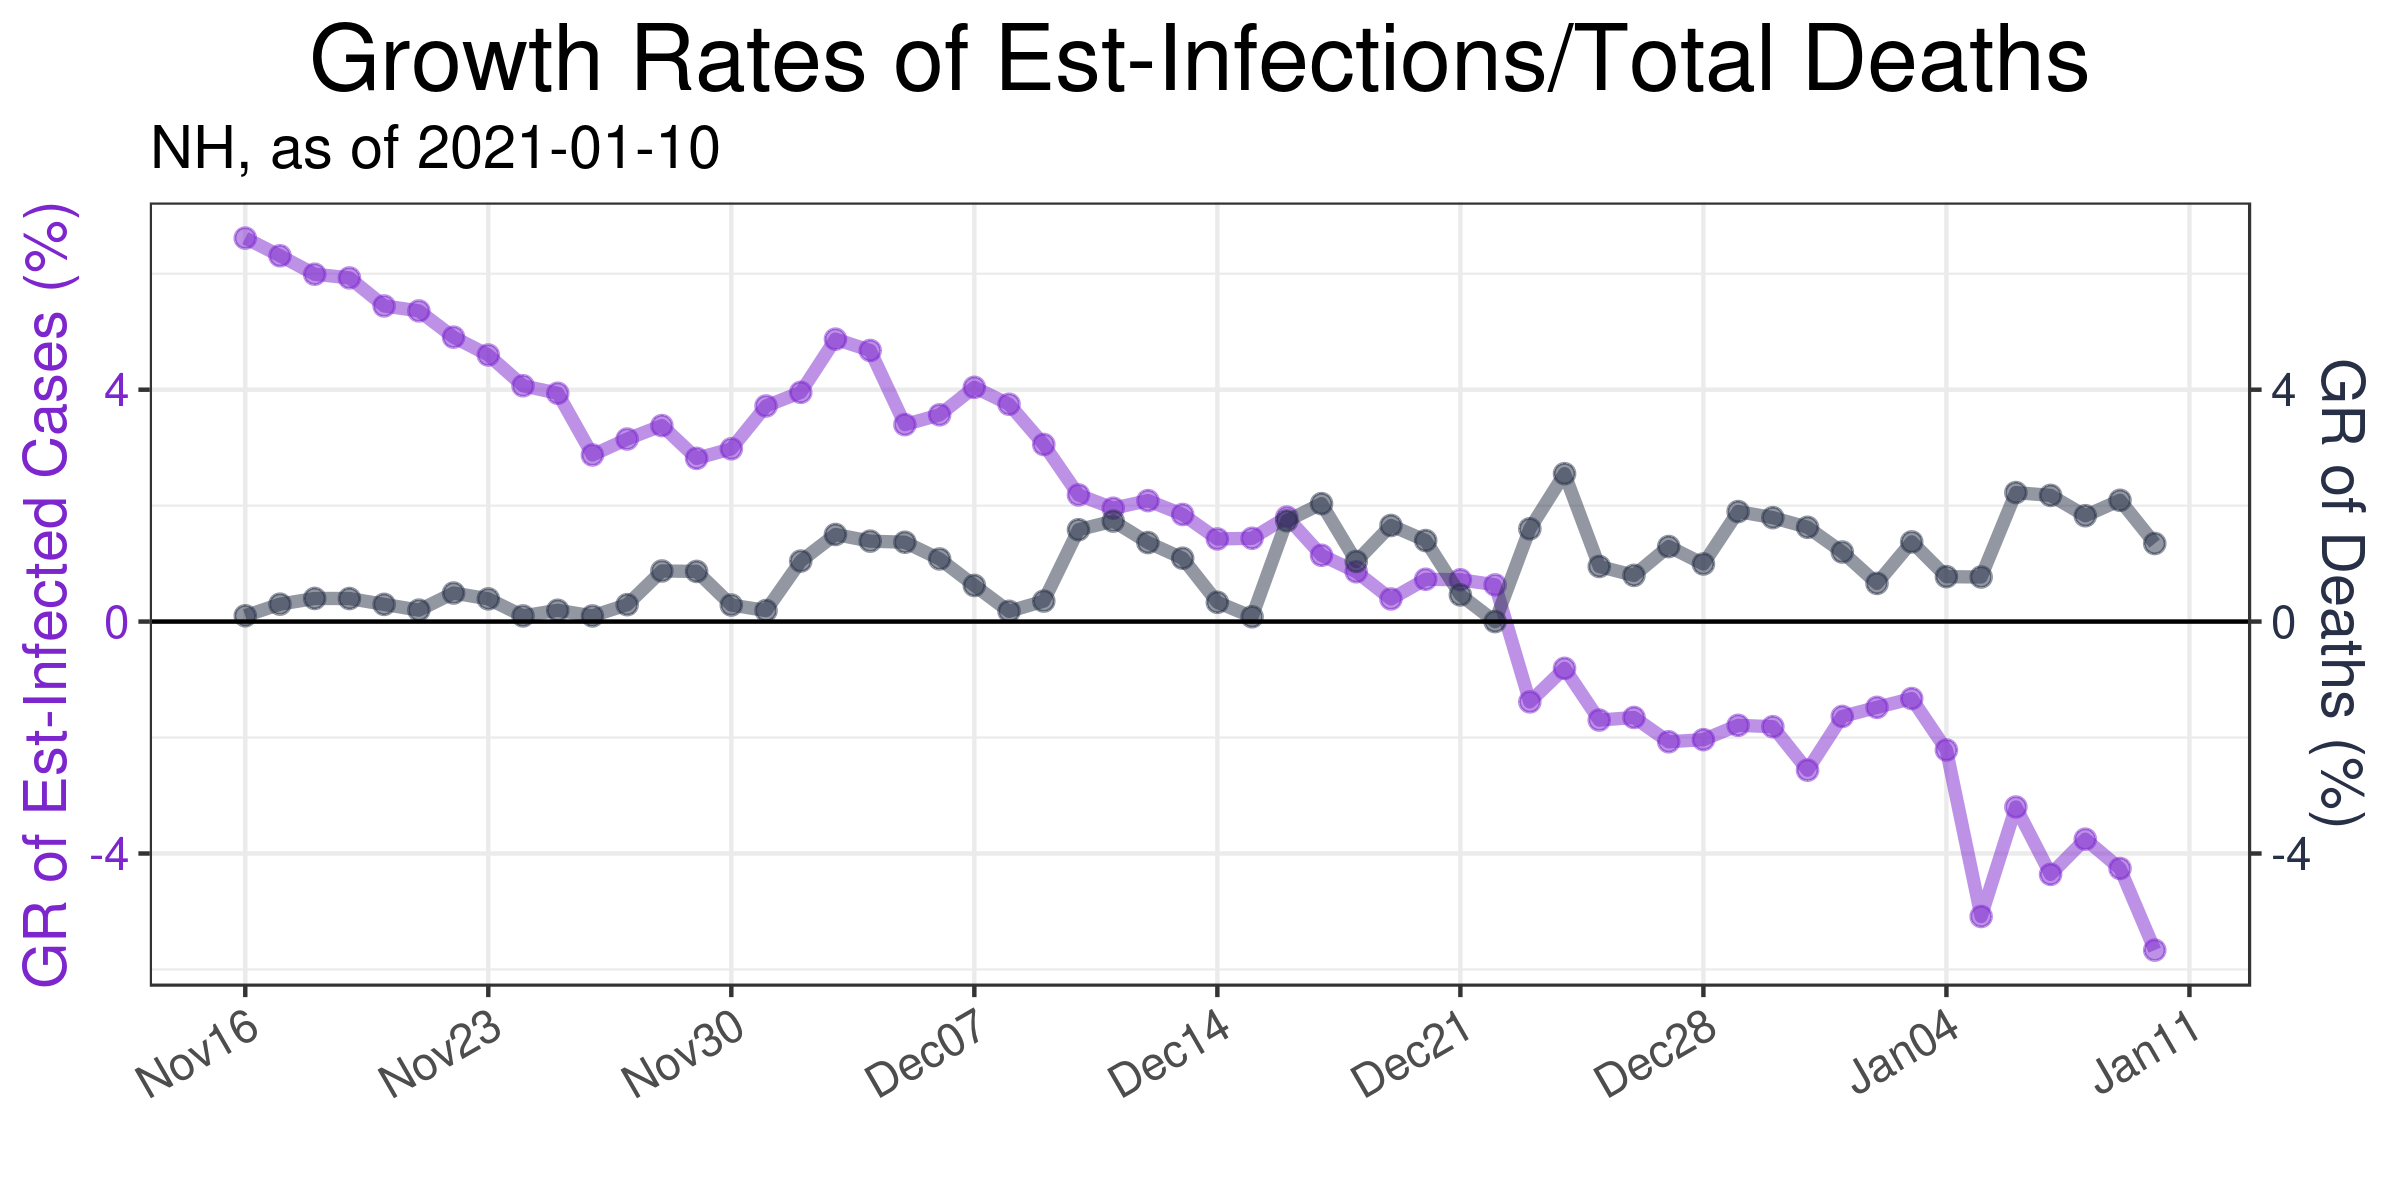 Growth Rates of Est-Infections/Total Deaths
NH, as of 2021-01-10
GR of Est-Infected Cases (%)
4
0
-4
4
0
-4
GR of Deaths (%)
Nov16
Nov23
Nov30
Dec07
Dec14
Dec21
Dec28
Jan04
Jan11